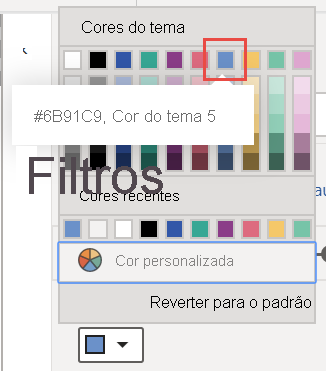 Cores do tema
#6B91C9, Cor do tema 5
Filtros
Cores recentes
Cor personalizada
Reverter para o padrão